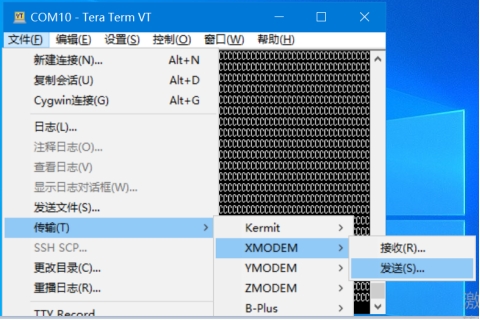 COM10 - Tera Term VT
文件(F) 编辑(E) 设置(S) 控制(O) 窗口(W) 帮助(H)
新建连接(N)... Alt+N
复制会话(U) Alt+D
Cygwin连接(G) Alt+G
日志(L)...
注释日志(O)...
查看日志(V)
显示日志对话框(W)...
发送文件(S)...
传输(T)
SSH SCP...
更改目录(C)...
重播日志(R)...
TTY Record
Kermit
XMODEM
YMODEM
ZMODEM
B-Plus
接收(R)...
发送(S)...
激